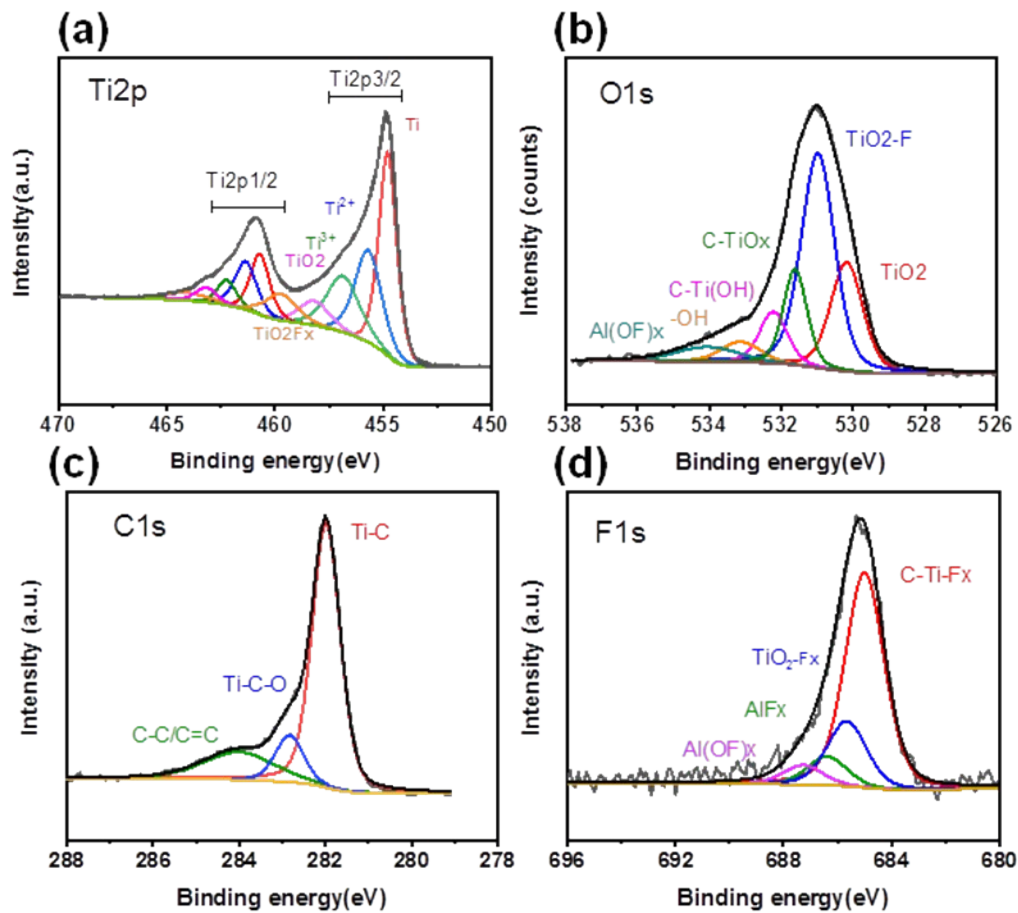 (a)
Ti2p
Ti2p3/2
Ti
Ti2p1/2
Ti²⁺
Ti³⁺
TiO2
TiO2Fx
Intensity(a.u.)
470 465 460 455 450
Binding energy(eV)
(b)
O1s
TiO2-F
C-TiOx
TiO2
C-Ti(OH)
-OH
Al(OF)x
Intensity (counts)
538 536 534 532 530 528 526
Binding energy(eV)
(c)
C1s
Ti-C
Ti-C-O
C-C/C=C
Intensity (a.u.)
288 286 284 282 280 278
Binding energy(eV)
(d)
F1s
C-Ti-Fx
TiO₂-Fx
AlFx
Al(OF)x
Intensity (a.u.)
696 692 688 684 680
Binding energy(eV)